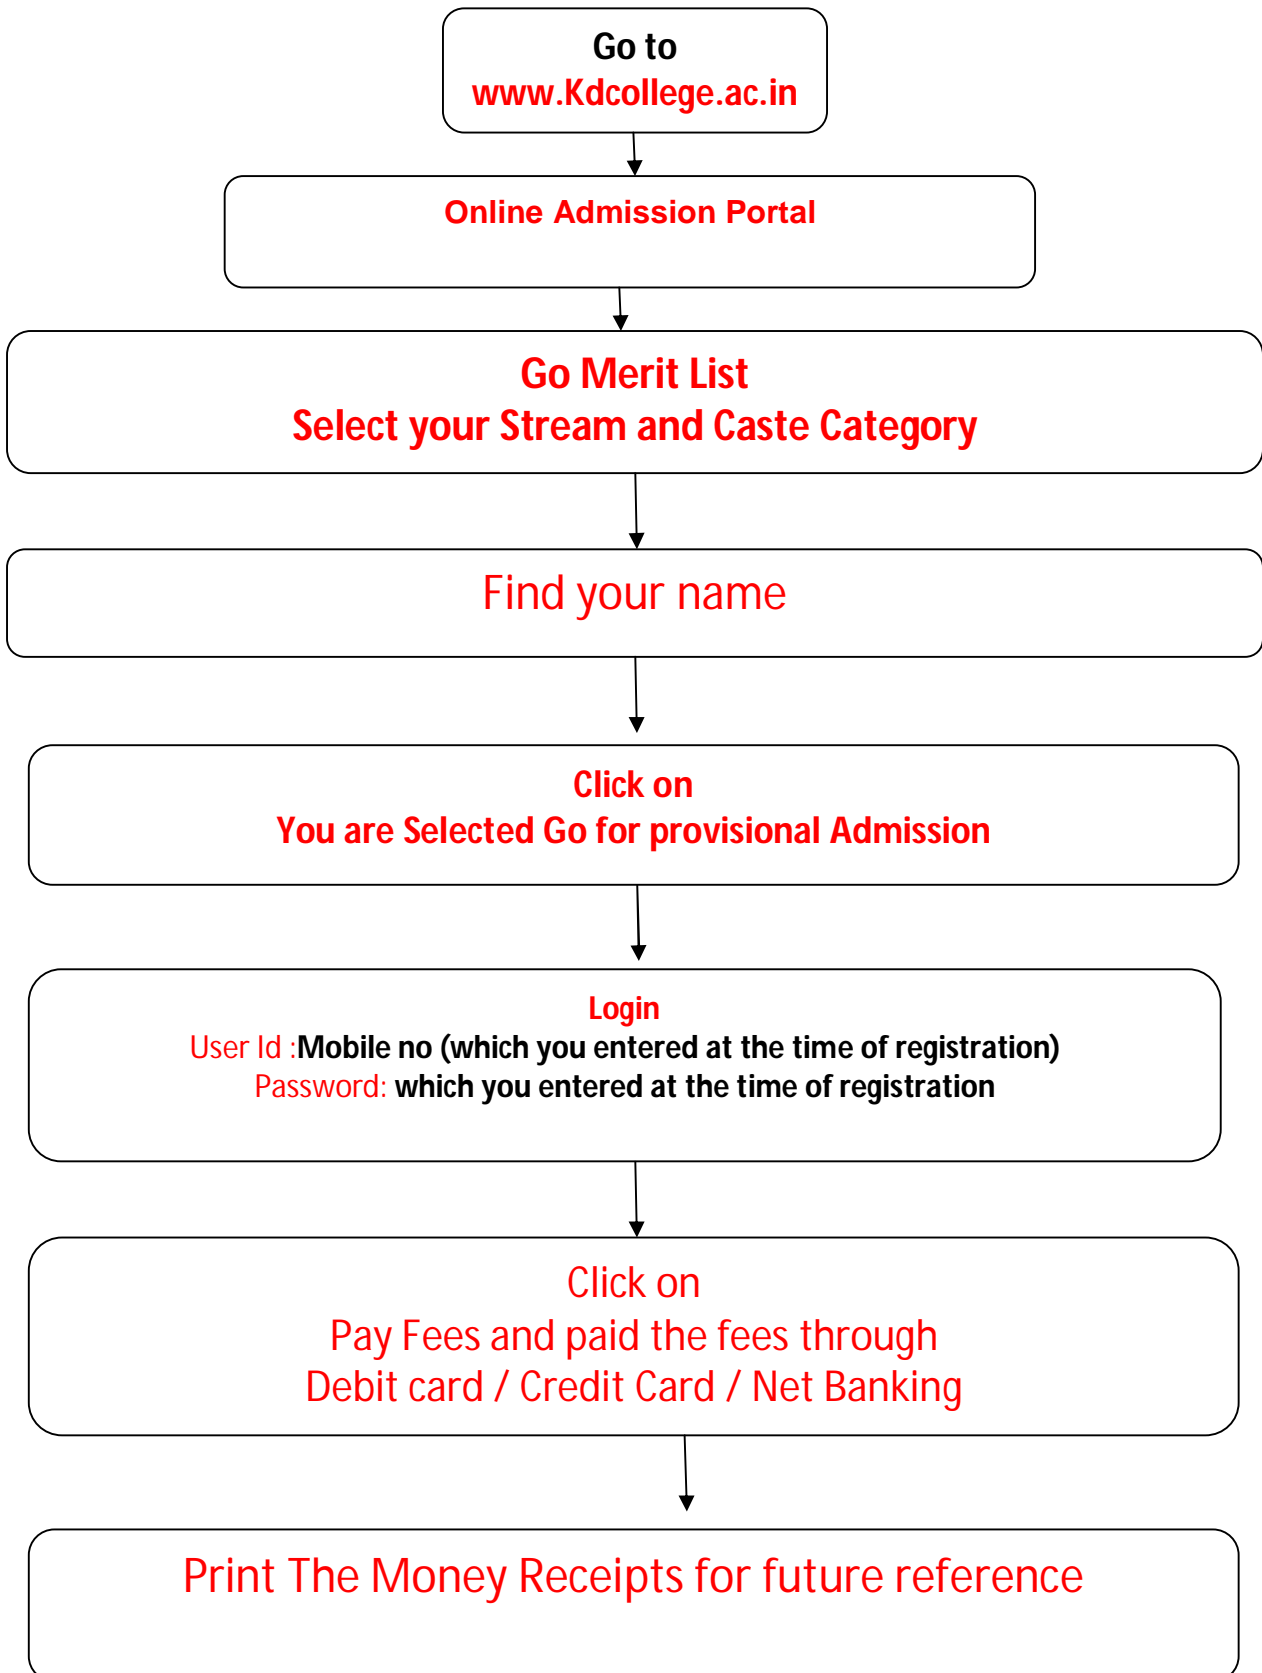 Go to
www.Kdcollege.ac.in
Online Admission Portal
Go Merit List
Select your Stream and Caste Category
Find your name
Click on
You are Selected Go for provisional Admission
Login
User Id :Mobile no (which you entered at the time of registration)
Password: which you entered at the time of registration
Click on
Pay Fees and paid the fees through
Debit card / Credit Card / Net Banking
Print The Money Receipts for future reference